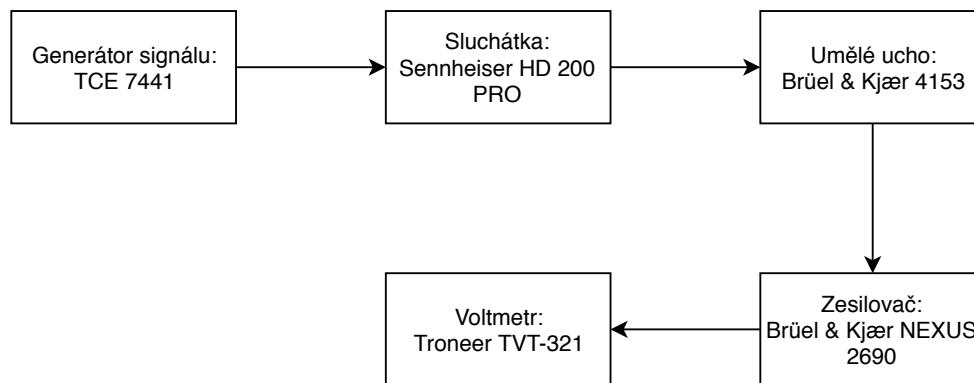 Generátor signálu:
TCE 7441
Sluchátka:
Sennheiser HD 200
PRO
Umělé ucho:
Brüel & Kjær 4153
Voltmetr:
Troneer TVT-321
Zesilovač:
Brüel & Kjær NEXUS
2690